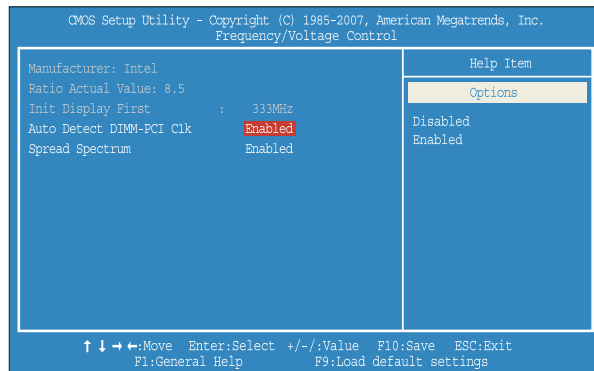 CMOS Setup Utility - Copyright (C) 1985-2007, American Megatrends, Inc.
Frequency/Voltage Control
Manufacturer: Intel
Ratio Actual Value: 8.5
Init Display First : 333MHz
Auto Detect DIMM-PCI Clk Enabled
Spread Spectrum Enabled
Help Item
Options
Disabled
Enabled
↑ ↓ → ←:Move Enter:Select +/-/:Value F10:Save ESC:Exit
F1:General Help F9:Load default settings